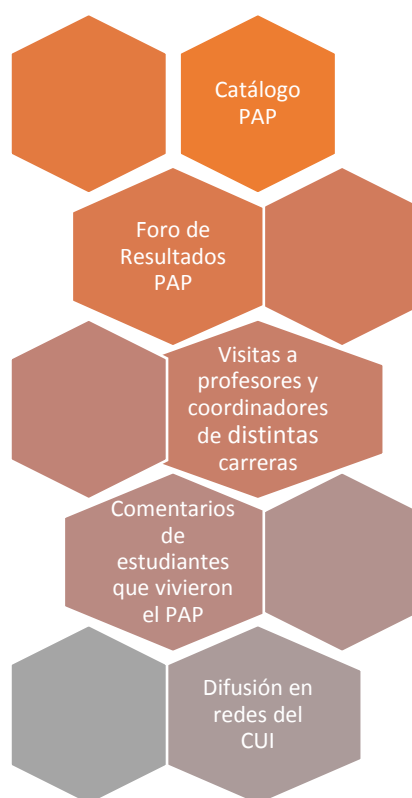 Catálogo
PAP
Foro de
Resultados
PAP
Visitas a
profesores y
coordinadores
de distintas
carreras
Comentarios
de
estudiantes
que vivieron
el PAP
Difusión en
redes del
CUI